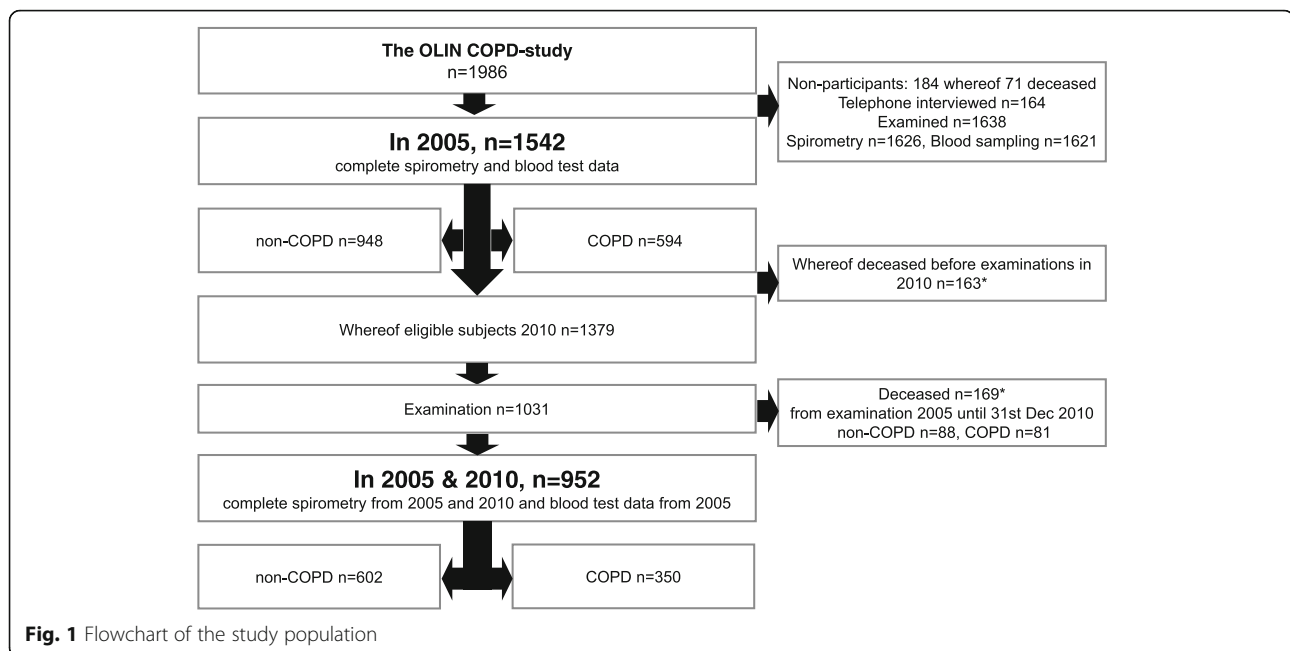 The OLIN COPD-study
n=1986
Non-participants: 184 whereof 71 deceased
Telephone interviewed n=164
Examined n=1638
Spirometry n=1626, Blood sampling n=1621
In 2005, n=1542
complete spirometry and blood test data
non-COPD n=948
COPD n=594
Whereof deceased before examinations in
2010 n=163*
Whereof eligible subjects 2010 n=1379
Examination n=1031
Deceased n=169*
from examination 2005 until 31st Dec 2010
non-COPD n=88, COPD n=81
In 2005 & 2010, n=952
complete spirometry from 2005 and 2010 and blood test data from 2005
non-COPD n=602
COPD n=350
Fig. 1 Flowchart of the study population